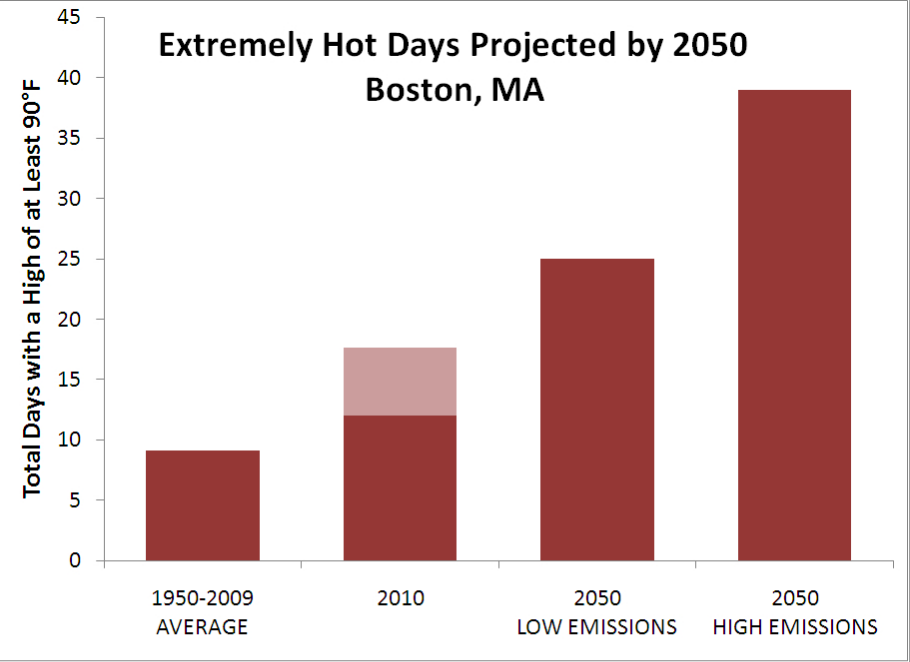 Extremely Hot Days Projected by 2050
Boston, MA
Total Days with a High of at Least 90°F
45
40
35
30
25
20
15
10
5
0
1950-2009
AVERAGE
2010
2050
LOW EMISSIONS
2050
HIGH EMISSIONS